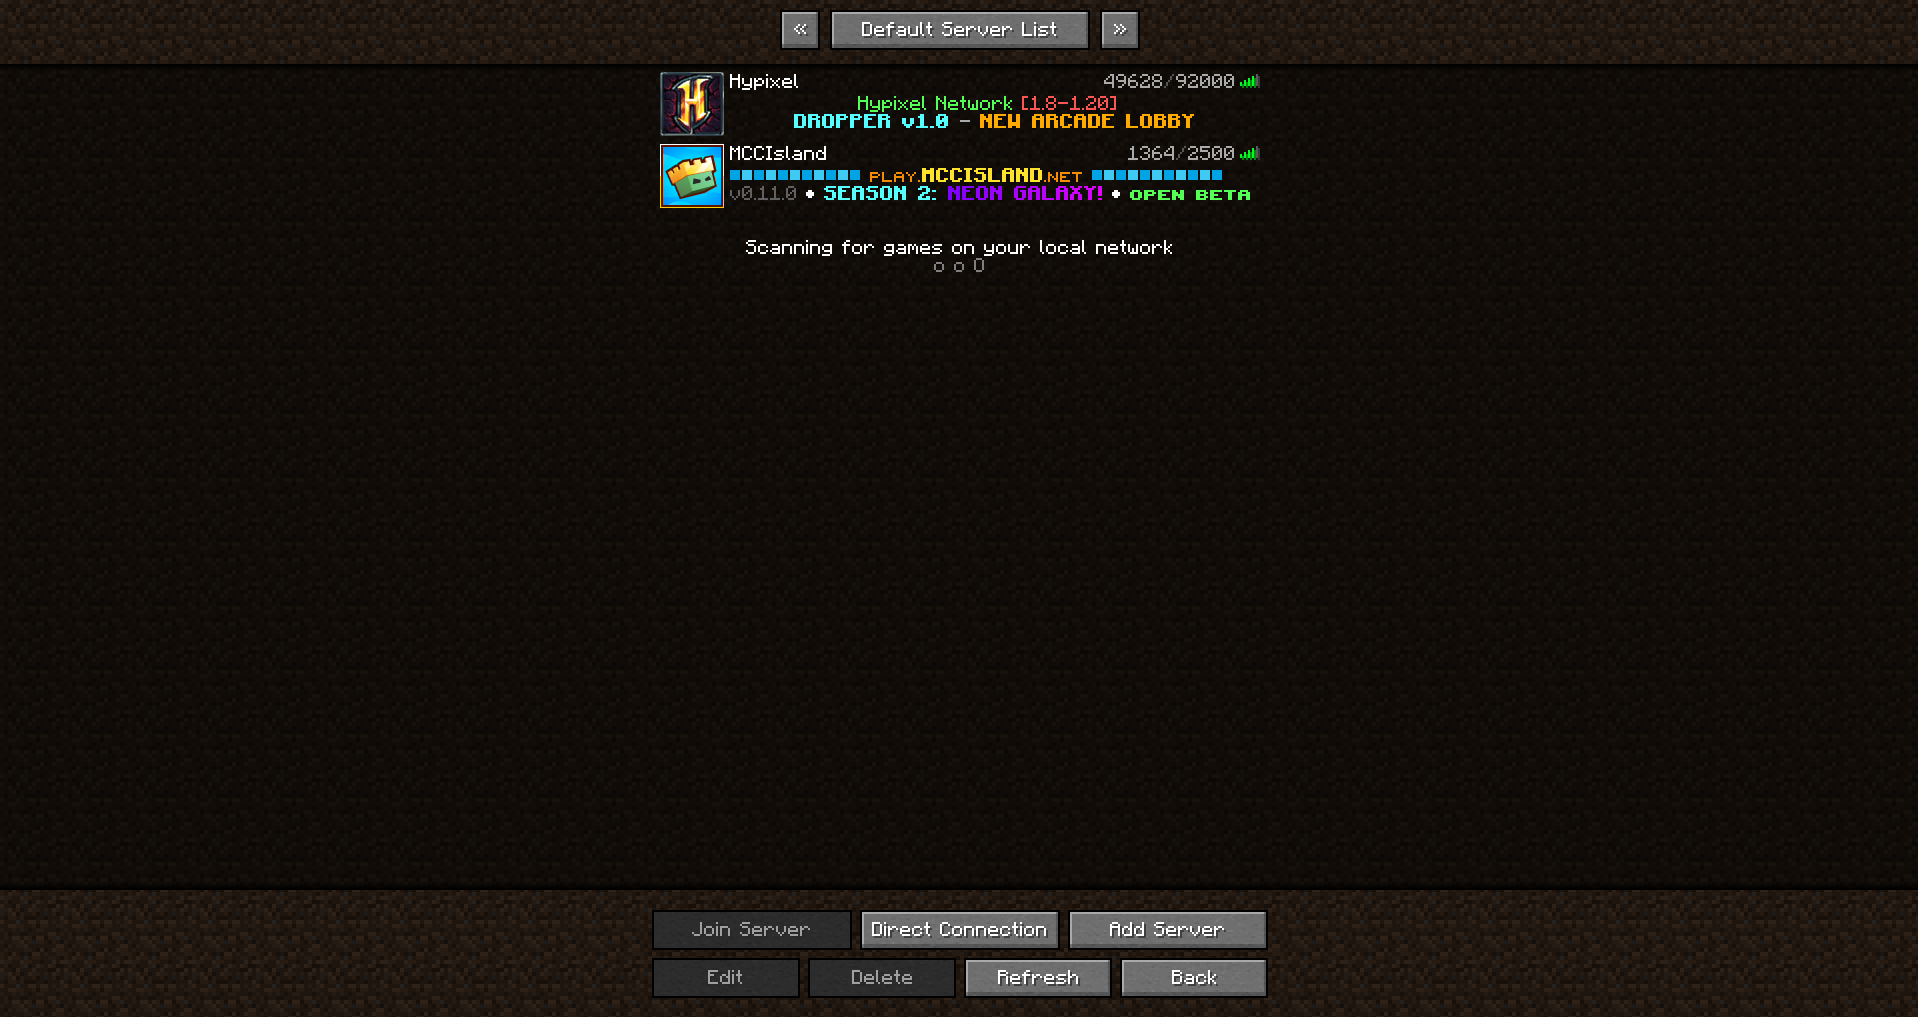 « Default Server List »
Hypixel 49628/92000
Hypixel Network [1.8-1.20]
DROPPER v1.0 - NEW ARCADE LOBBY
MCCIsland 1364/2500
PLAY.MCCISLAND.NET
v0.11.0 • SEASON 2: NEON GALAXY! • OPEN BETA
Scanning for games on your local network
o o O
Join Server Direct Connection Add Server
Edit Delete Refresh Back